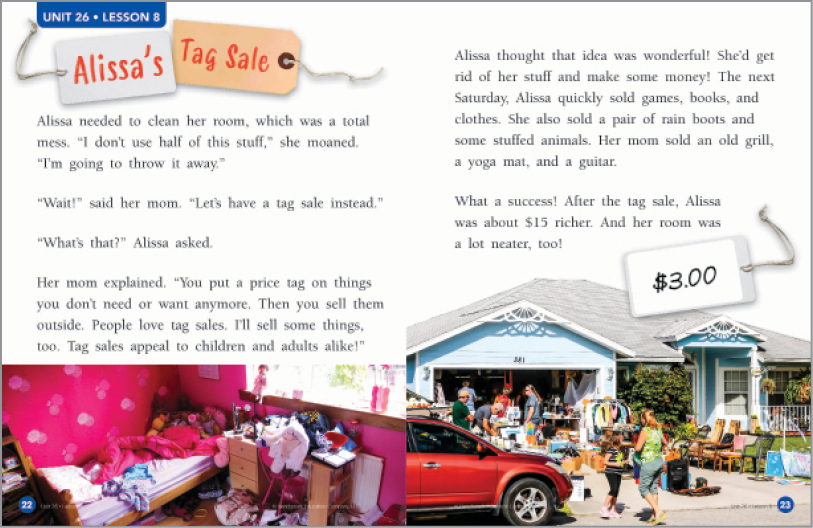 UNIT 26 • LESSON 8
Alissa's
Tag Sale
Alissa needed to clean her room, which was a total
mess. “I don’t use half of this stuff,” she moaned.
“I'm going to throw it away.”
“Wait!” said her mom. “Let’s have a tag sale instead.”
“What’s that?” Alissa asked.
Her mom explained. “You put a price tag on things
you don’t need or want anymore. Then you sell them
outside. People love tag sales. I’ll sell some things,
too. Tag sales appeal to children and adults alike!”
22
Alissa thought that idea was wonderful! She’d get
rid of her stuff and make some money! The next
Saturday, Alissa quickly sold games, books, and
clothes. She also sold a pair of rain boots and
some stuffed animals. Her mom sold an old grill,
a yoga mat, and a guitar.
What a success! After the tag sale, Alissa
was about $15 richer. And her room was
a lot neater, too!
$3.00
381
23